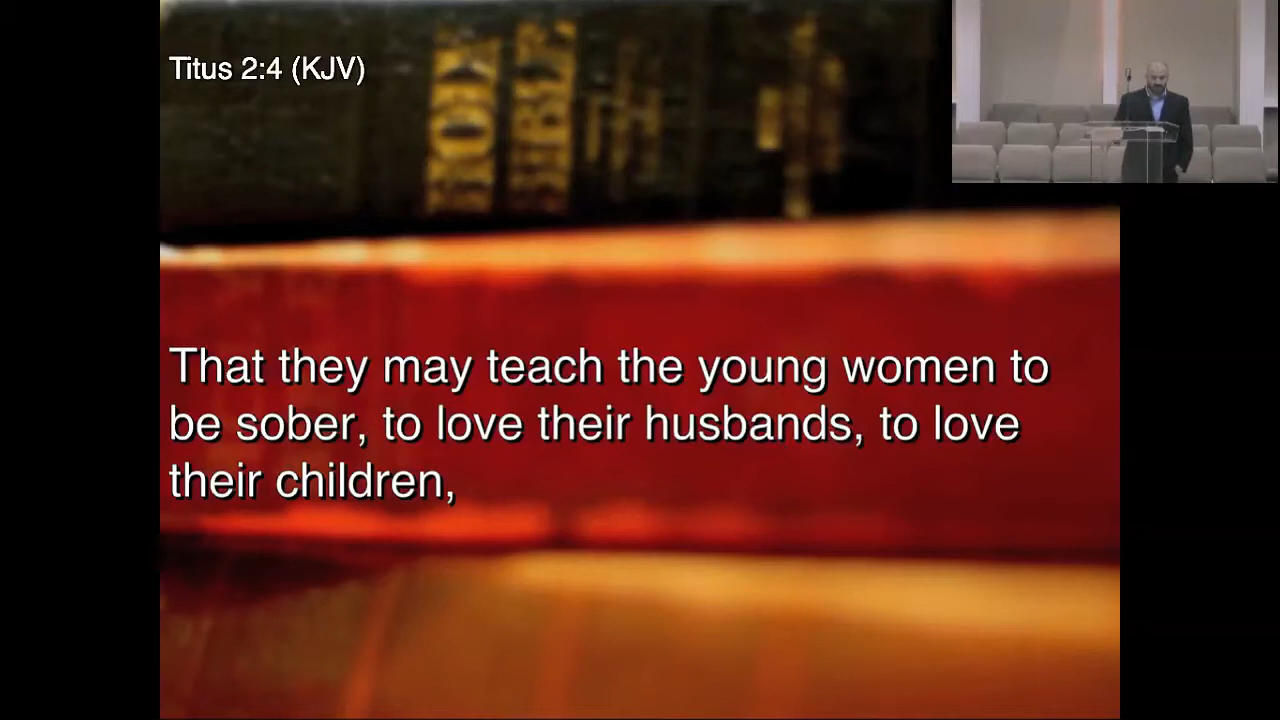 Titus 2:4 (KJV)
That they may teach the young women to
be sober, to love their husbands, to love
their children,